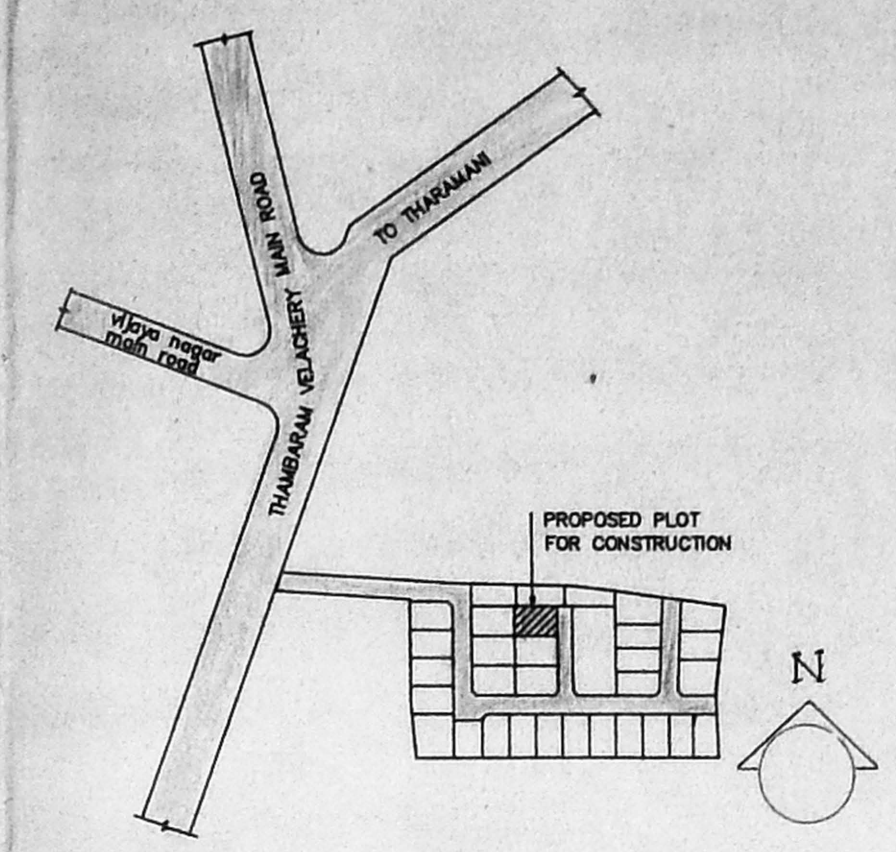 THAMBARAM VELACHERY MAIN ROAD
TO THARAMANI
vijaya nagar
main road
PROPOSED PLOT
FOR CONSTRUCTION
N